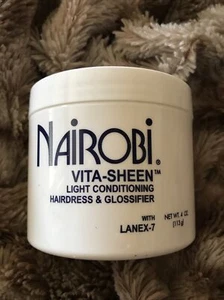 NAIROBI®
VITA-SHEEN™
LIGHT CONDITIONING
HAIRDRESS & GLOSSIFIER
WITH
LANEX-7
NET WT. 4 OZ.
(113g)